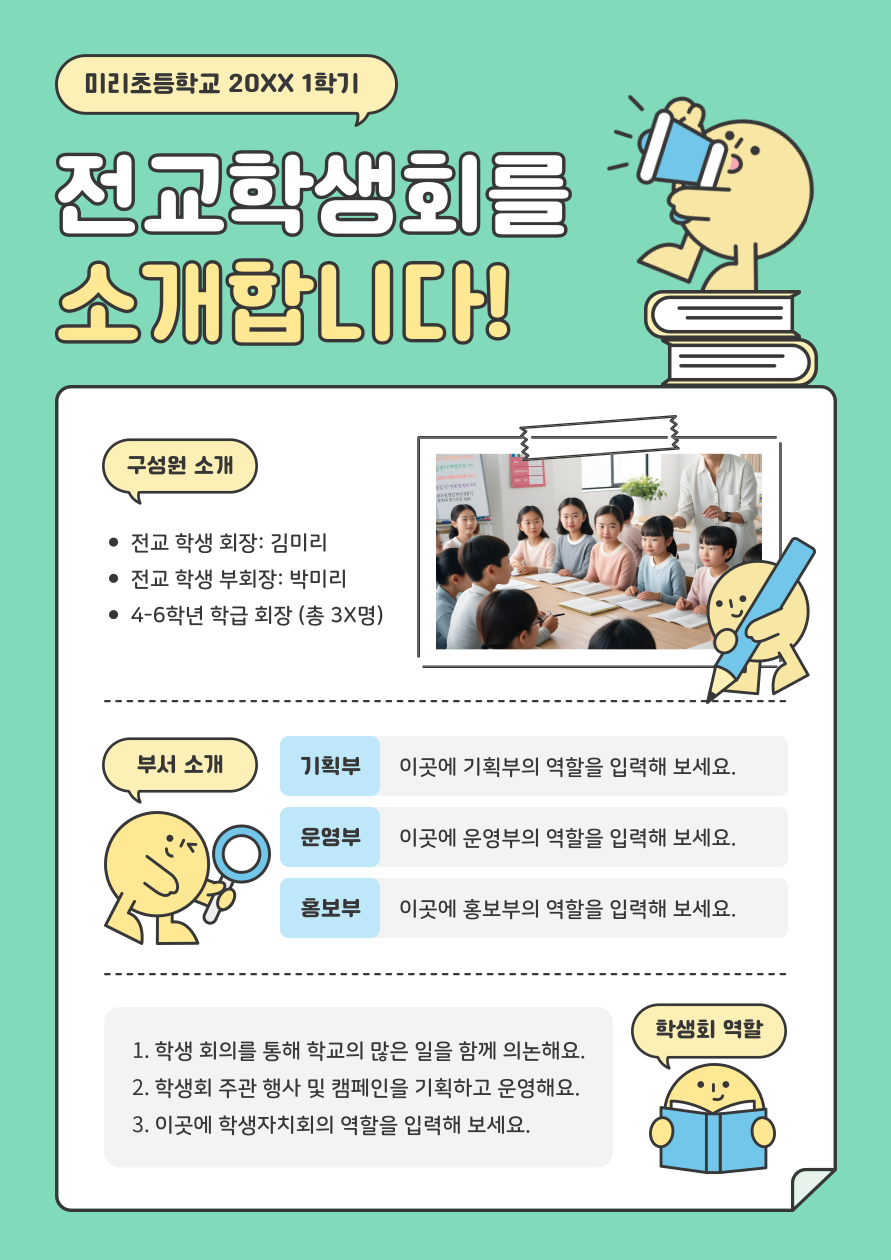 미리초등학교 20XX 1학기
전교학생회를
소개합니다!
구성원 소개
전교 학생 회장: 김미리
전교 학생 부회장: 박미리
4-6학년 학급 회장 (총 3X명)
부서 소개
기획부 이곳에 기획부의 역할을 입력해 보세요.
운영부 이곳에 운영부의 역할을 입력해 보세요.
홍보부 이곳에 홍보부의 역할을 입력해 보세요.
학생회 역할
1. 학생 회의를 통해 학교의 많은 일을 함께 의논해요.
2. 학생회 주관 행사 및 캠페인을 기획하고 운영해요.
3. 이곳에 학생자치회의 역할을 입력해 보세요.